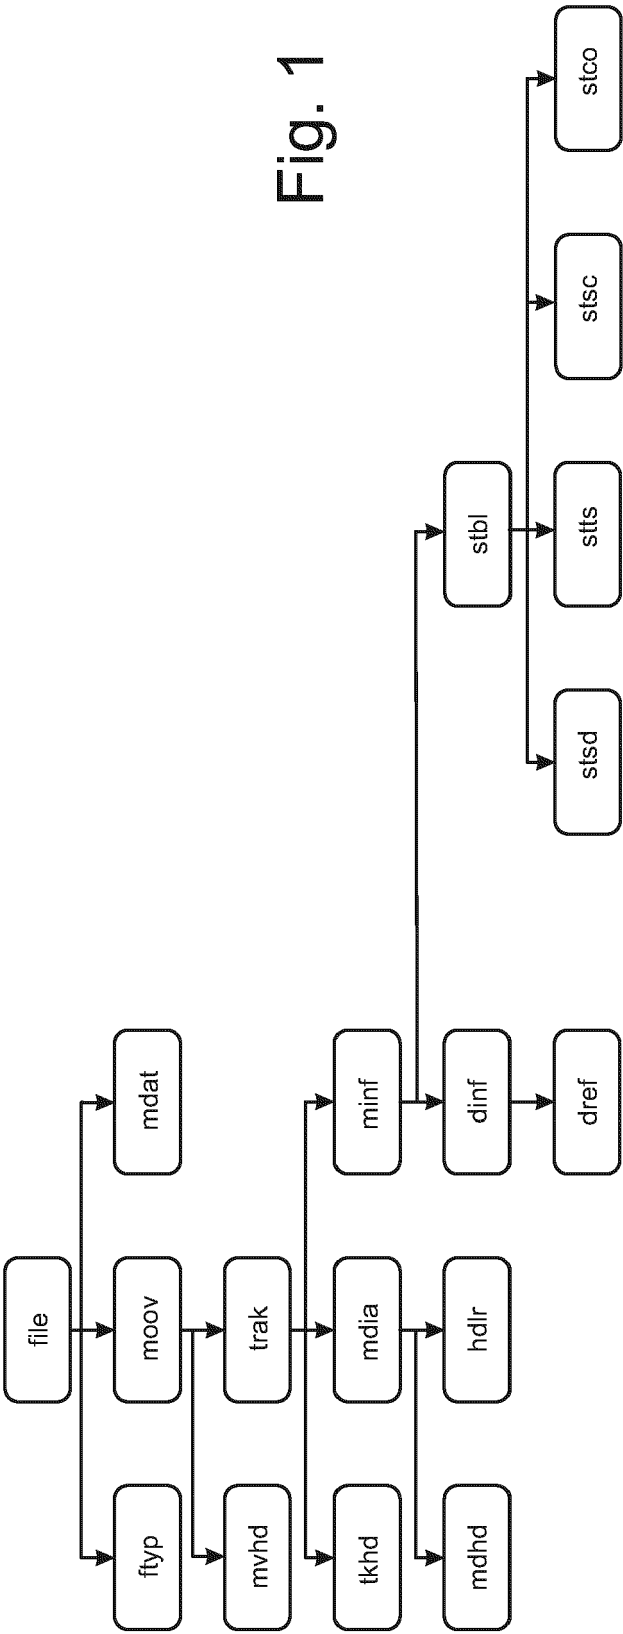 file
ftyp
moov
mdat
mvhd
trak
tkhd
mdia
minf
mdhd
hdlr
dinf
stbl
dref
stsd
stts
stsc
stco
Fig. 1